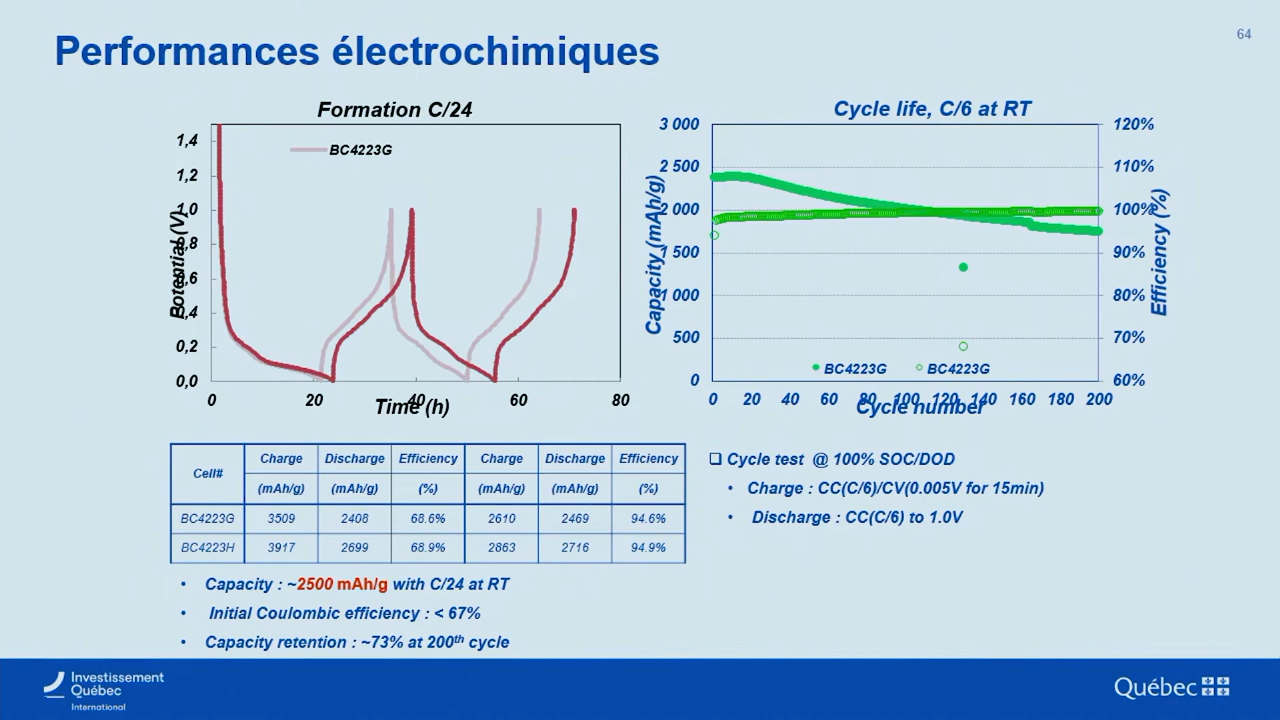 Performances électrochimiques
64
Formation C/24
BC4223G
1,4
1,2
1,0
0,8
0,6
0,4
0,2
0,0
Potential (V)
0 20 40 60 80
Time (h)
Cycle life, C/6 at RT
3 000
2 500
2 000
1 500
1 000
500
0
Capacity (mAh/g)
120%
110%
100%
90%
80%
70%
60%
Efficiency (%)
BC4223G BC4223G
0 20 40 60 80 100 120 140 160 180 200
Cycle number
Cell# Charge Discharge Efficiency Charge Discharge Efficiency
(mAh/g) (mAh/g) (%) (mAh/g) (mAh/g) (%)
BC4223G 3509 2408 68.6% 2610 2469 94.6%
BC4223H 3917 2699 68.9% 2863 2716 94.9%
• Capacity : ~2500 mAh/g with C/24 at RT
• Initial Coulombic efficiency : < 67%
• Capacity retention : ~73% at 200th cycle
❑ Cycle test @ 100% SOC/DOD
• Charge : CC(C/6)/CV(0.005V for 15min)
• Discharge : CC(C/6) to 1.0V
Investissement
Québec
International
Québec